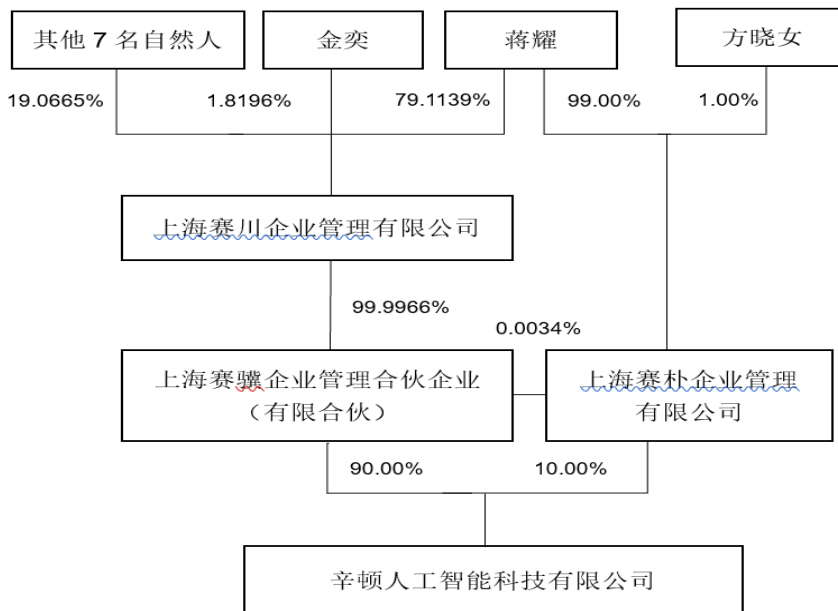 其他 7 名自然人
金奕
蒋耀
方晓女
19.0665%
1.8196%
79.1139%
99.00%
1.00%
上海赛川企业管理有限公司
99.9966%
0.0034%
上海赛骥企业管理合伙企业
（有限合伙）
上海赛朴企业管理
有限公司
90.00%
10.00%
辛顿人工智能科技有限公司